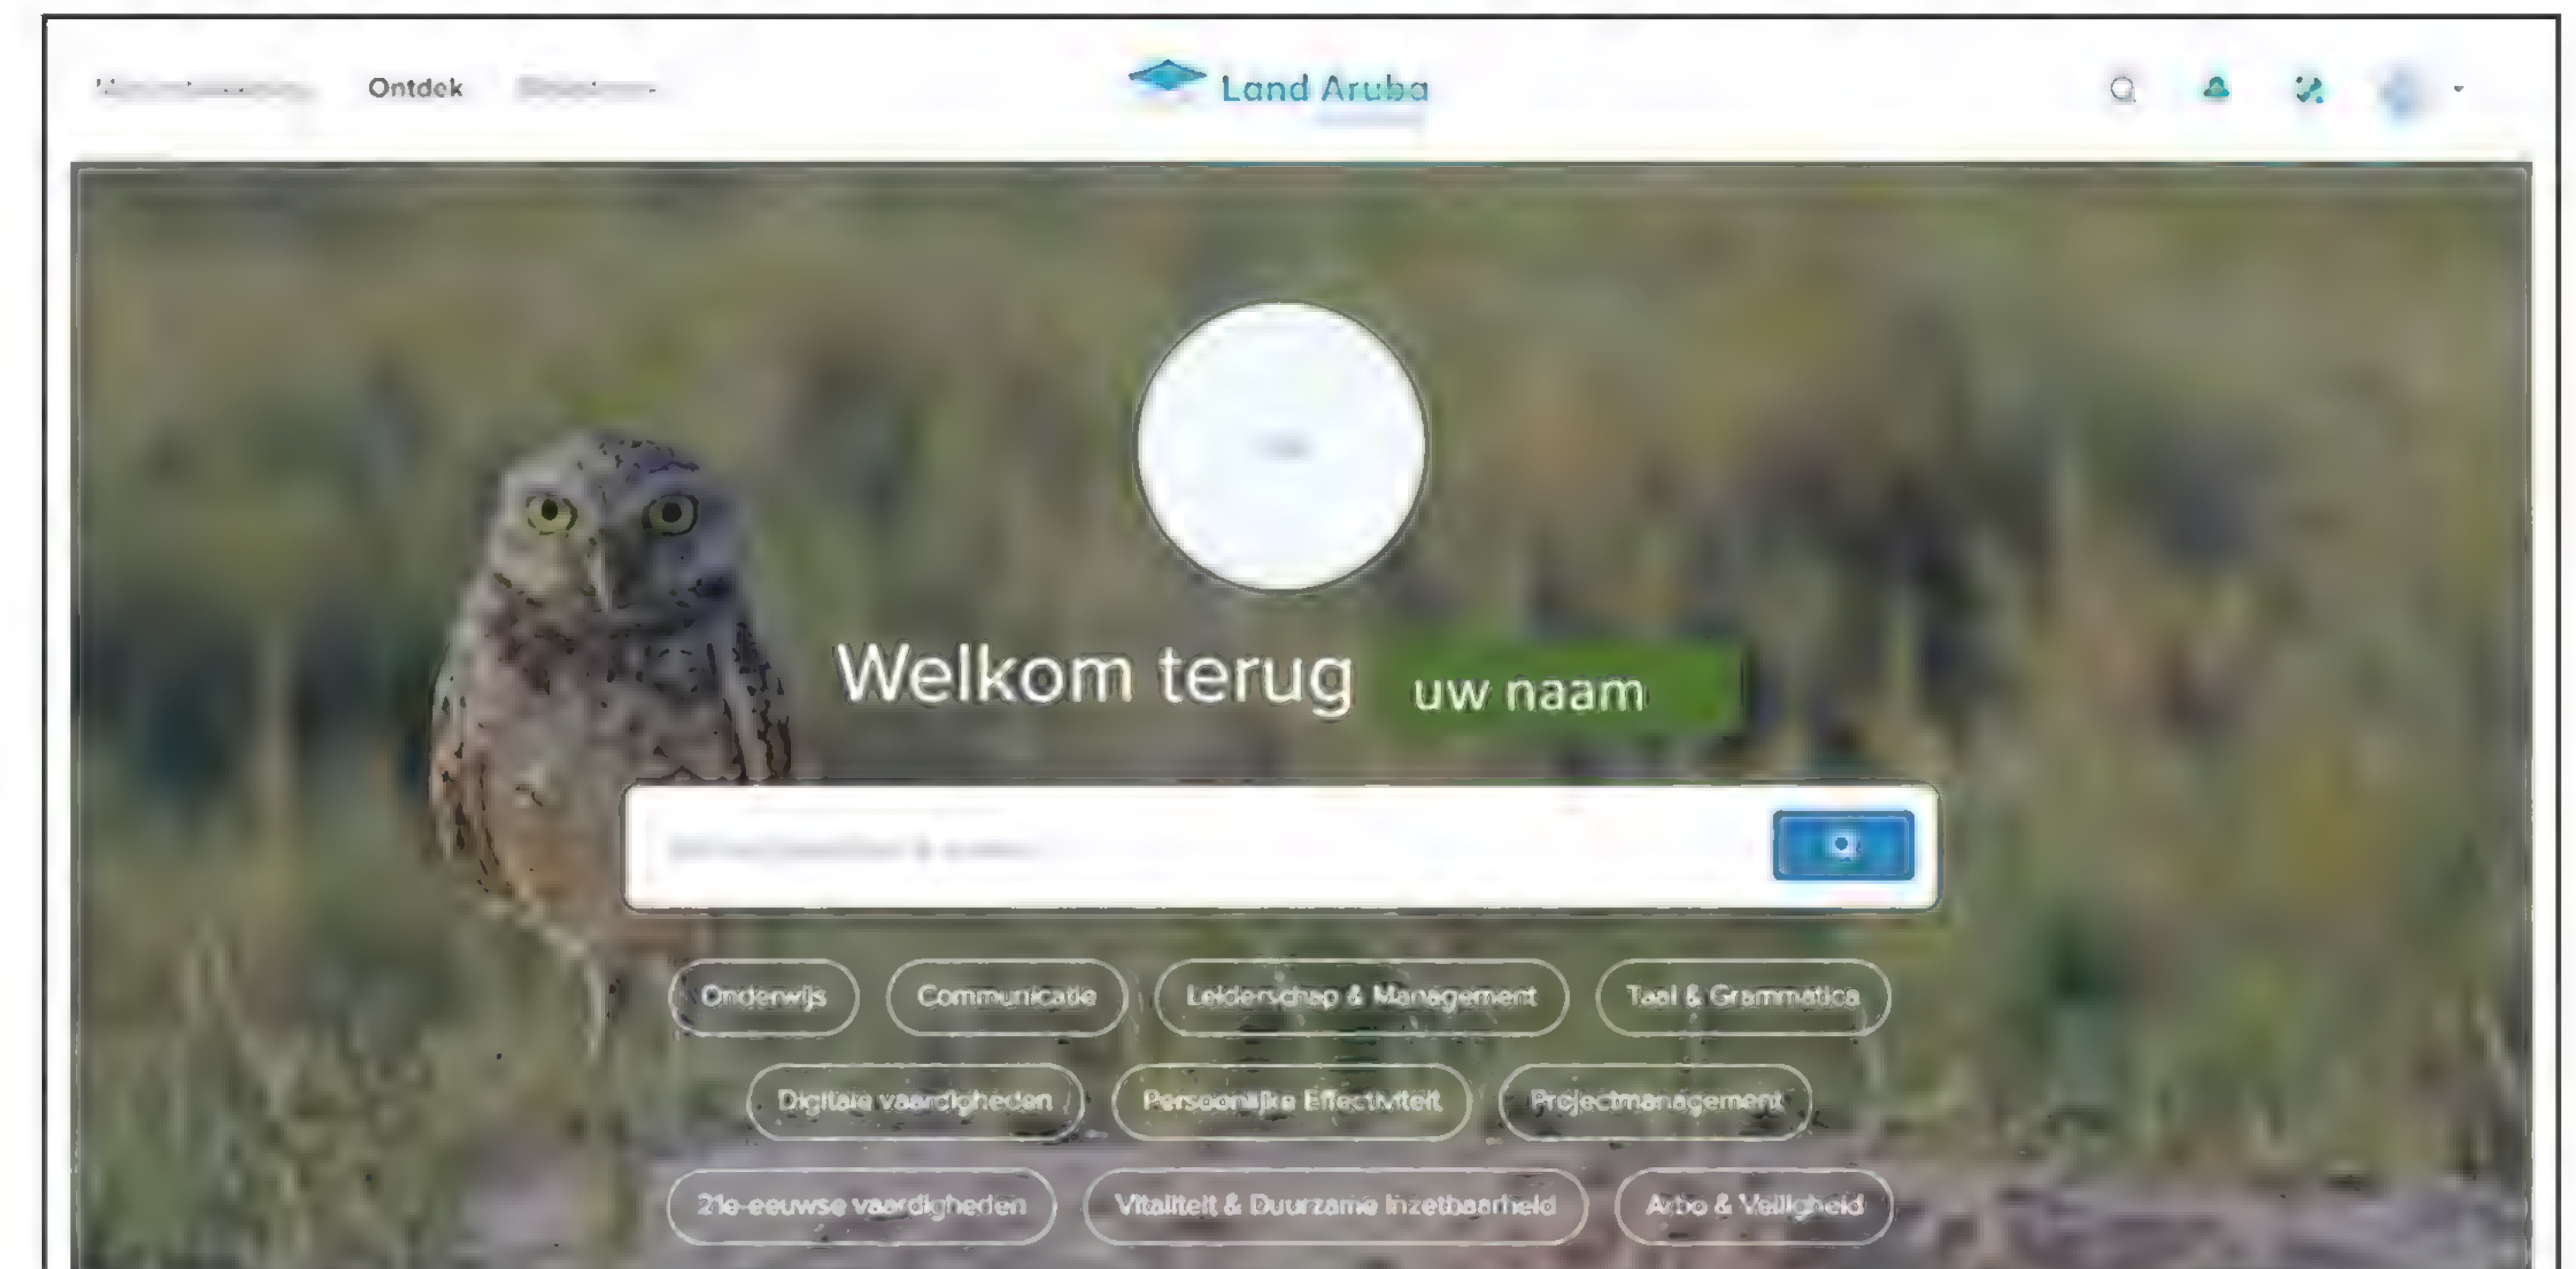 Ontdek
Land Aruba
Welkom terug uw naam
Onderwijs Communicatie Leiderschap & Management Taal & Grammatica
Digitale vaardigheden Persoonlijke Effectiviteit Projectmanagement
21e-eeuwse vaardigheden Vitaliteit & Duurzame Inzetbaarheid Arbo & Veiligheid